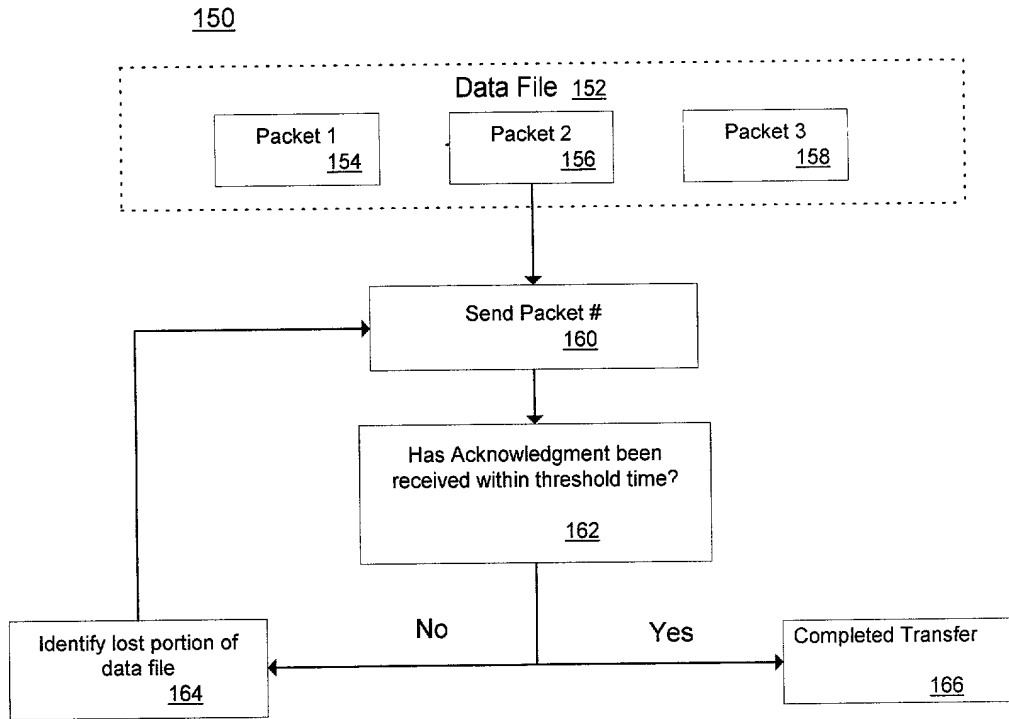 150
Data File 152
Packet 1
154
Packet 2
156
Packet 3
158
Send Packet #
160
Has Acknowledgment been
received within threshold time?
162
No
Yes
Identify lost portion of
data file
164
Completed Transfer
166